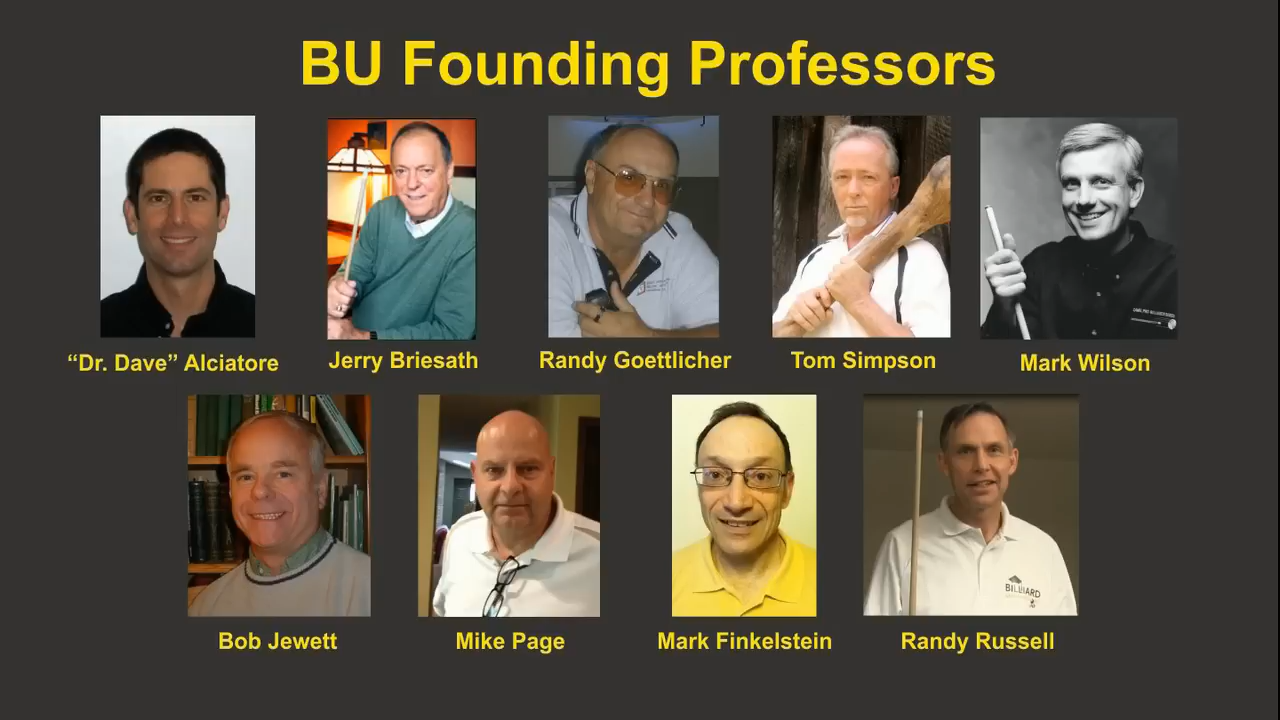 BU Founding Professors
“Dr. Dave” Alciatore
Jerry Briesath
Randy Goettlicher
Tom Simpson
Mark Wilson
Bob Jewett
Mike Page
Mark Finkelstein
Randy Russell
BILLIARD